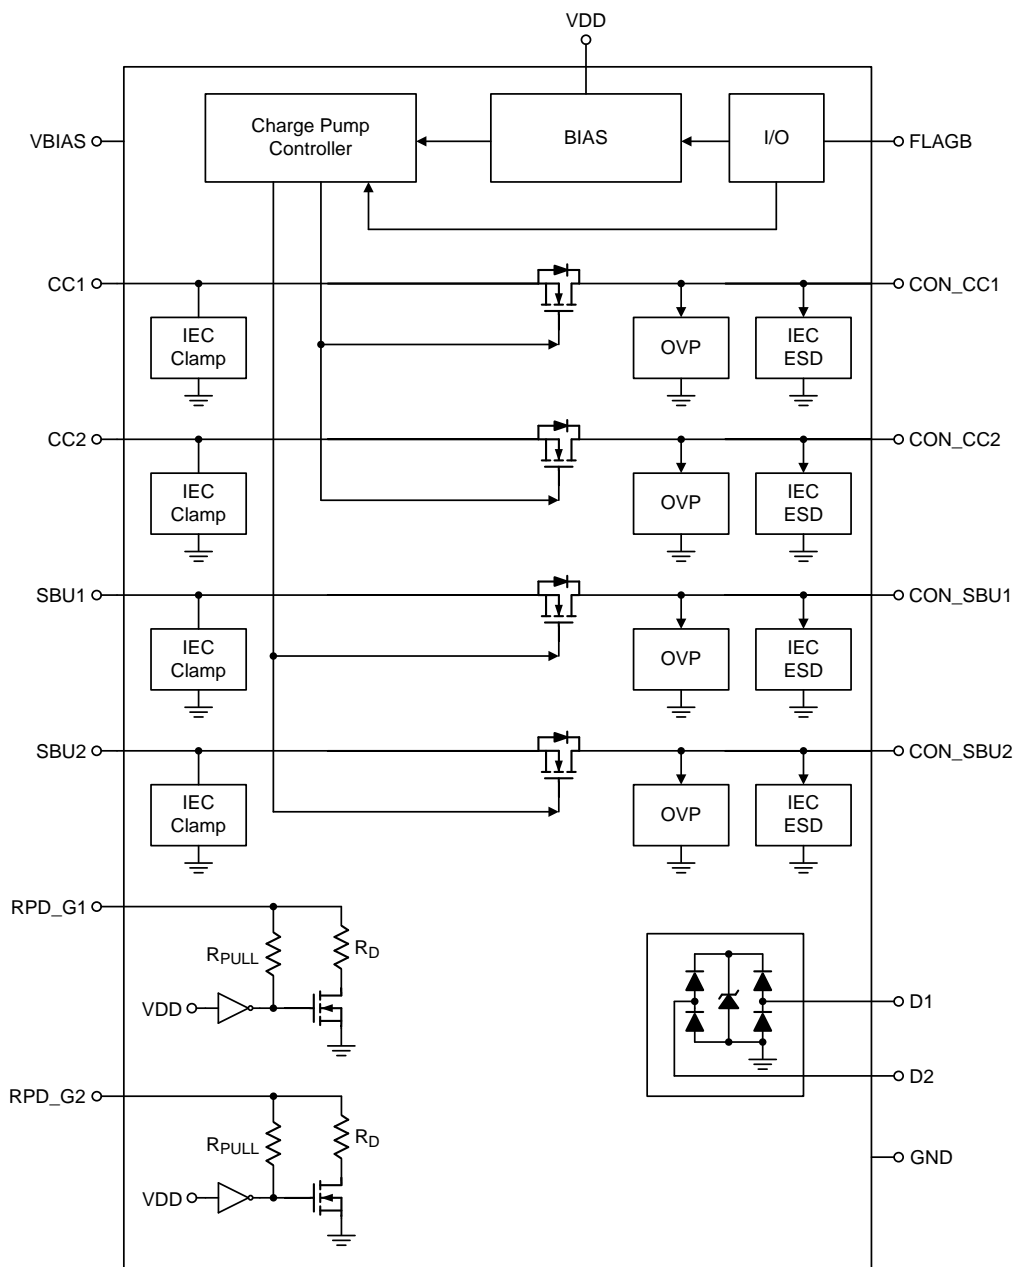 VDD
VBIAS
Charge Pump
Controller
BIAS
I/O
FLAGB
CC1
IEC
Clamp
OVP
IEC
ESD
CON_CC1
CC2
IEC
Clamp
OVP
IEC
ESD
CON_CC2
SBU1
IEC
Clamp
OVP
IEC
ESD
CON_SBU1
SBU2
IEC
Clamp
OVP
IEC
ESD
CON_SBU2
RPD_G1
RPULL
RD
VDD
D1
D2
RPD_G2
RPULL
RD
VDD
GND